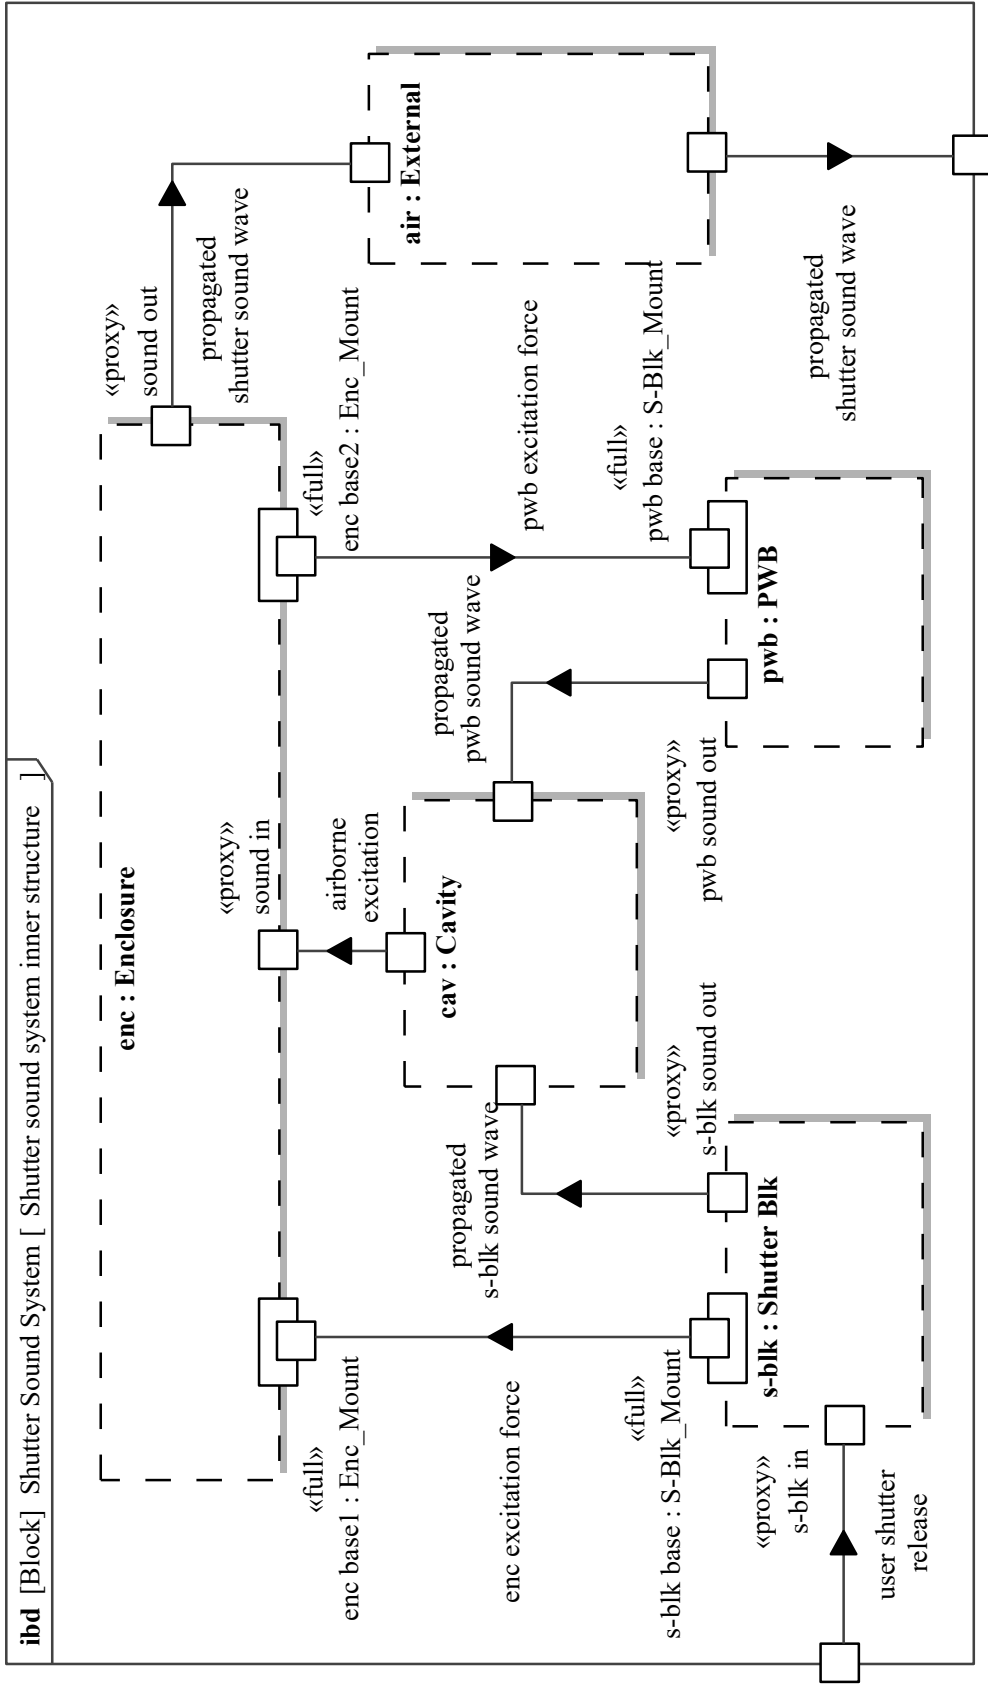 ibd [Block] Shutter Sound System [ Shutter sound system inner structure ]
enc : Enclosure
«proxy»
sound out
propagated
shutter sound wave
air : External
«full»
enc base1 : Enc_Mount
«proxy»
sound in
airborne
excitation
«full»
enc base2 : Enc_Mount
enc excitation force
propagated
s-blk sound wave
cav : Cavity
propagated
pwb sound wave
pwb excitation force
«full»
s-blk base : S-Blk_Mount
«proxy»
s-blk sound out
«proxy»
pwb sound out
«full»
pwb base : S-Blk_Mount
«proxy»
s-blk in
s-blk : Shutter Blk
pwb : PWB
propagated
shutter sound wave
user shutter
release